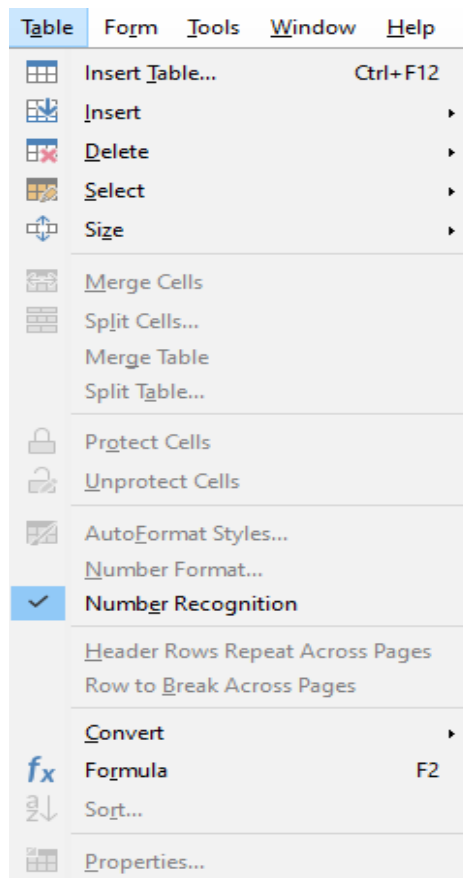 Table Form Tools Window Help
Insert Table... Ctrl+F12
Insert
Delete
Select
Size
Merge Cells
Split Cells...
Merge Table
Split Table...
Protect Cells
Unprotect Cells
AutoFormat Styles...
Number Format...
Number Recognition
Header Rows Repeat Across Pages
Row to Break Across Pages
Convert
fx Formula F2
Sort...
Properties...